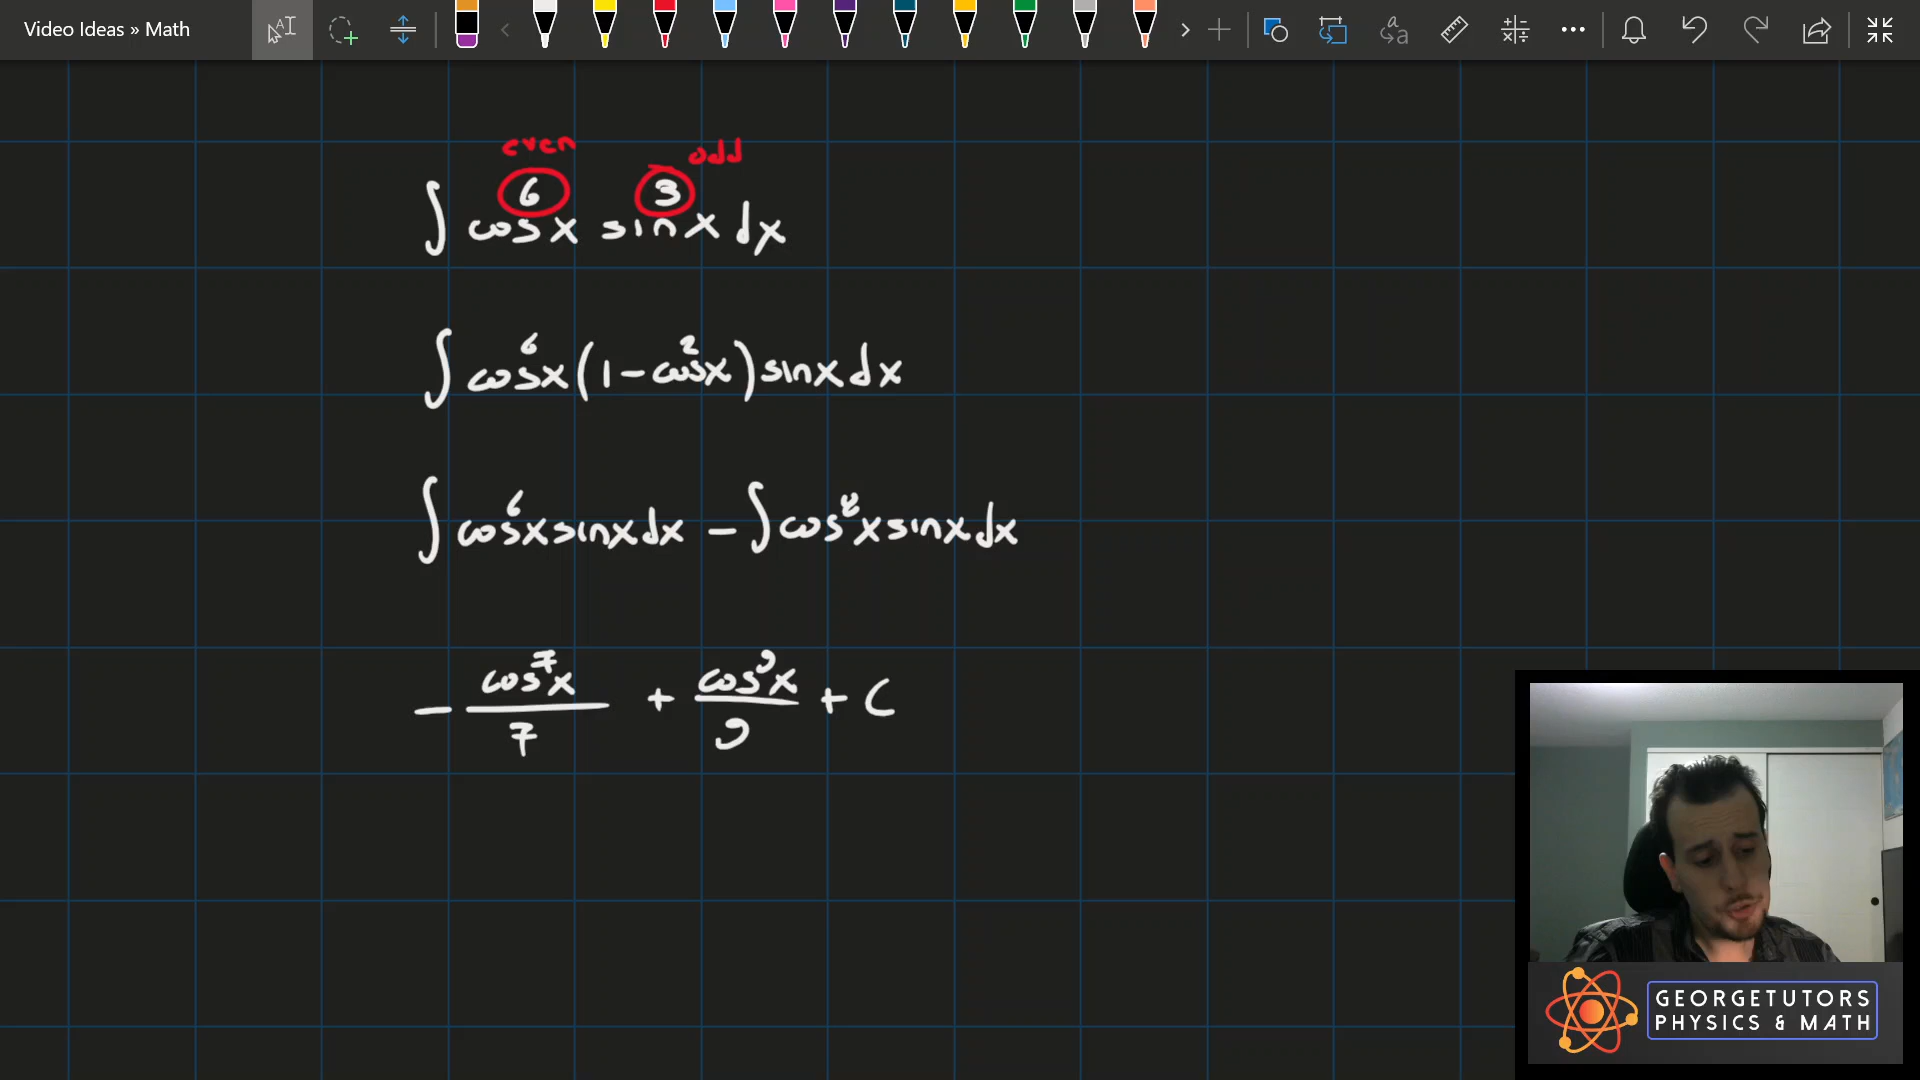 Video Ideas » Math
even odd
∫ cos⁶x sin³x dx
∫ cos⁶x (1 − cos²x) sinx dx
∫ cos⁶x sinx dx − ∫ cos⁸x sinx dx
− cos⁷x/7 + cos⁹x/9 + C
GEORGETUTORS
PHYSICS & MATH